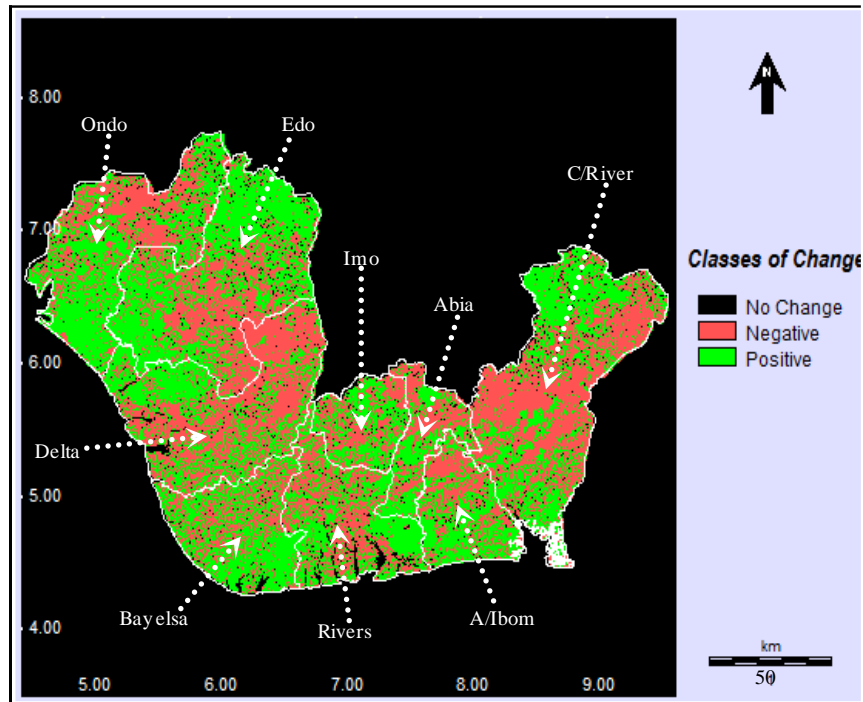 8.00
7.00
6.00
5.00
4.00
5.00 6.00 7.00 8.00 9.00
Ondo
Edo
C/River
Imo
Abia
Delta
Bayelsa
Rivers
A/Ibom
N
Classes of Change
No Change
Negative
Positive
km
50